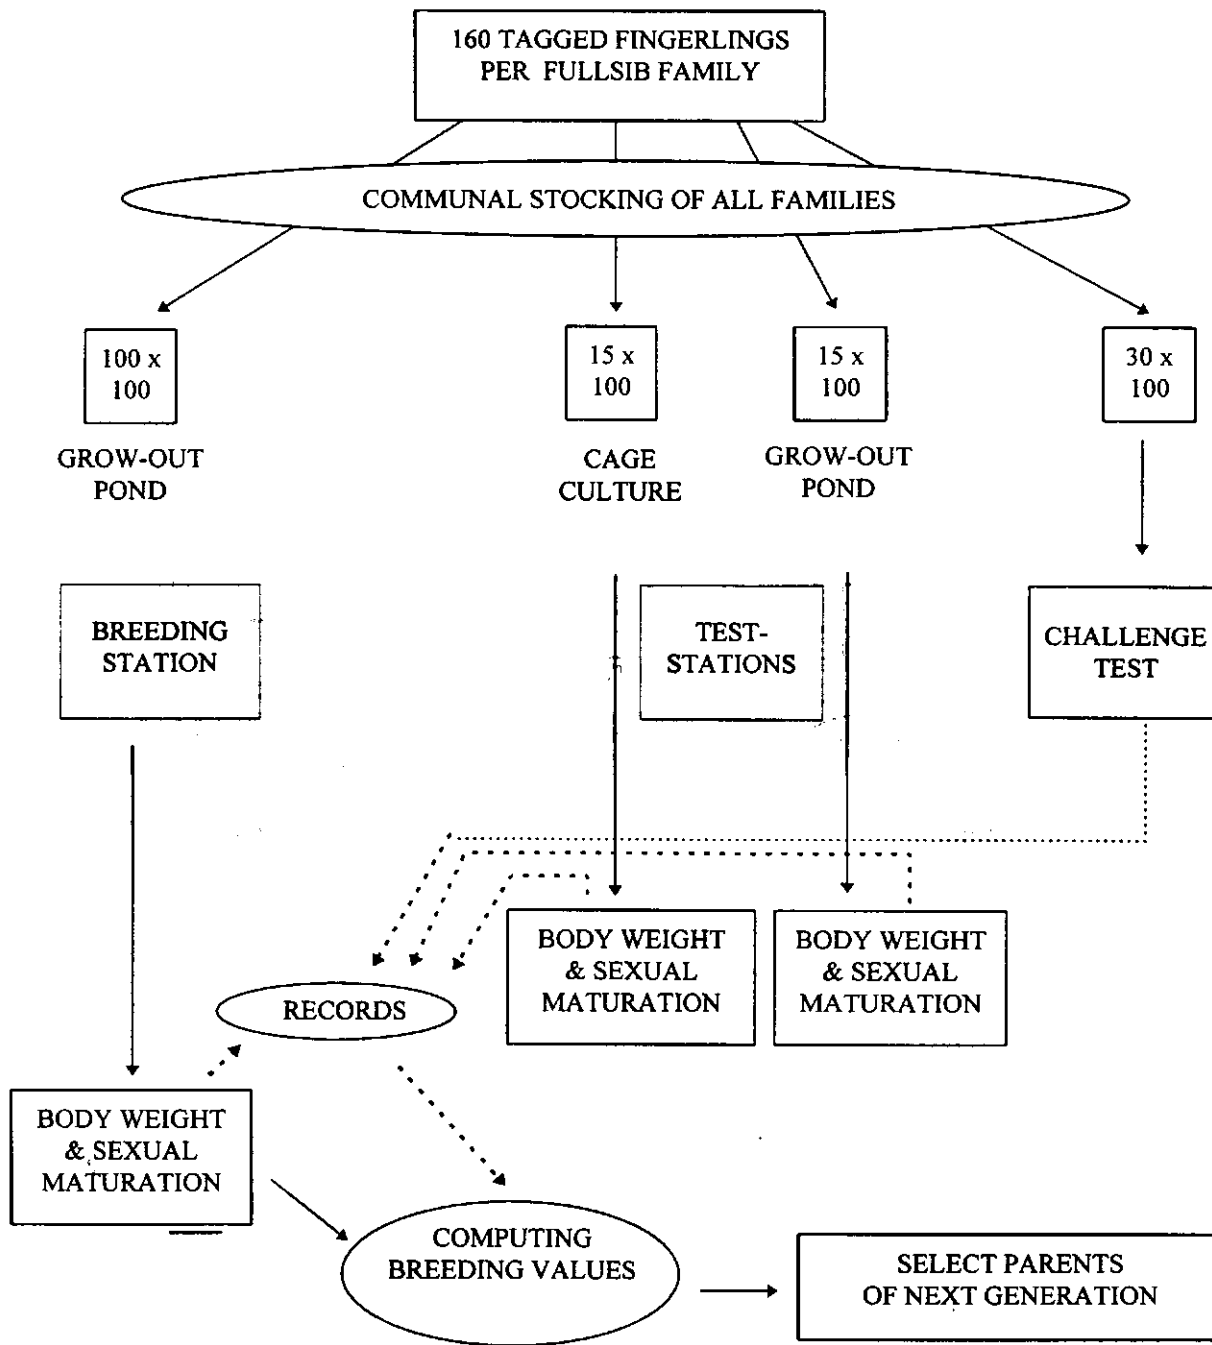 160 TAGGED FINGERLINGS
PER FULLSIB FAMILY
COMMUNAL STOCKING OF ALL FAMILIES
100 x
100
15 x
100
15 x
100
30 x
100
GROW-OUT
POND
CAGE
CULTURE
GROW-OUT
POND
BREEDING
STATION
TEST-
STATIONS
CHALLENGE
TEST
BODY WEIGHT
& SEXUAL
MATURATION
BODY WEIGHT
& SEXUAL
MATURATION
RECORDS
BODY WEIGHT
& SEXUAL
MATURATION
COMPUTING
BREEDING VALUES
SELECT PARENTS
OF NEXT GENERATION